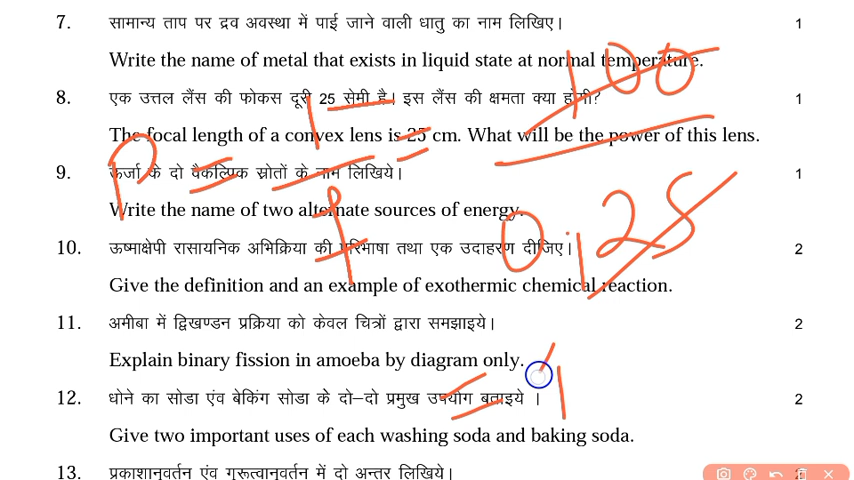 7. सामान्य ताप पर द्रव अवस्था में पाई जाने वाली धातु का नाम लिखिए। 1
Write the name of metal that exists in liquid state at normal temperature.
8. एक उत्तल लैंस की फोकस दूरी 25 सेमी है। इस लैंस की क्षमता क्या होगी? 1
The focal length of a convex lens is 25 cm. What will be the power of this lens.
9. ऊर्जा के दो वैकल्पिक स्रोतों के नाम लिखिये। 1
Write the name of two alternate sources of energy.
10. ऊष्माक्षेपी रासायनिक अभिक्रिया की परिभाषा तथा एक उदाहरण दीजिए। 2
Give the definition and an example of exothermic chemical reaction.
11. अमीबा में द्विखण्डन प्रक्रिया को केवल चित्रों द्वारा समझाइये। 2
Explain binary fission in amoeba by diagram only.
12. धोने का सोडा एंव बेकिंग सोडा के दो–दो प्रमुख उपयोग बताइये । 2
Give two important uses of each washing soda and baking soda.
13. प्रकाशानुवर्तन एंव गुरूत्वानुवर्तन में दो अन्तर लिखिये।
P = 1 =
f
100
= 4